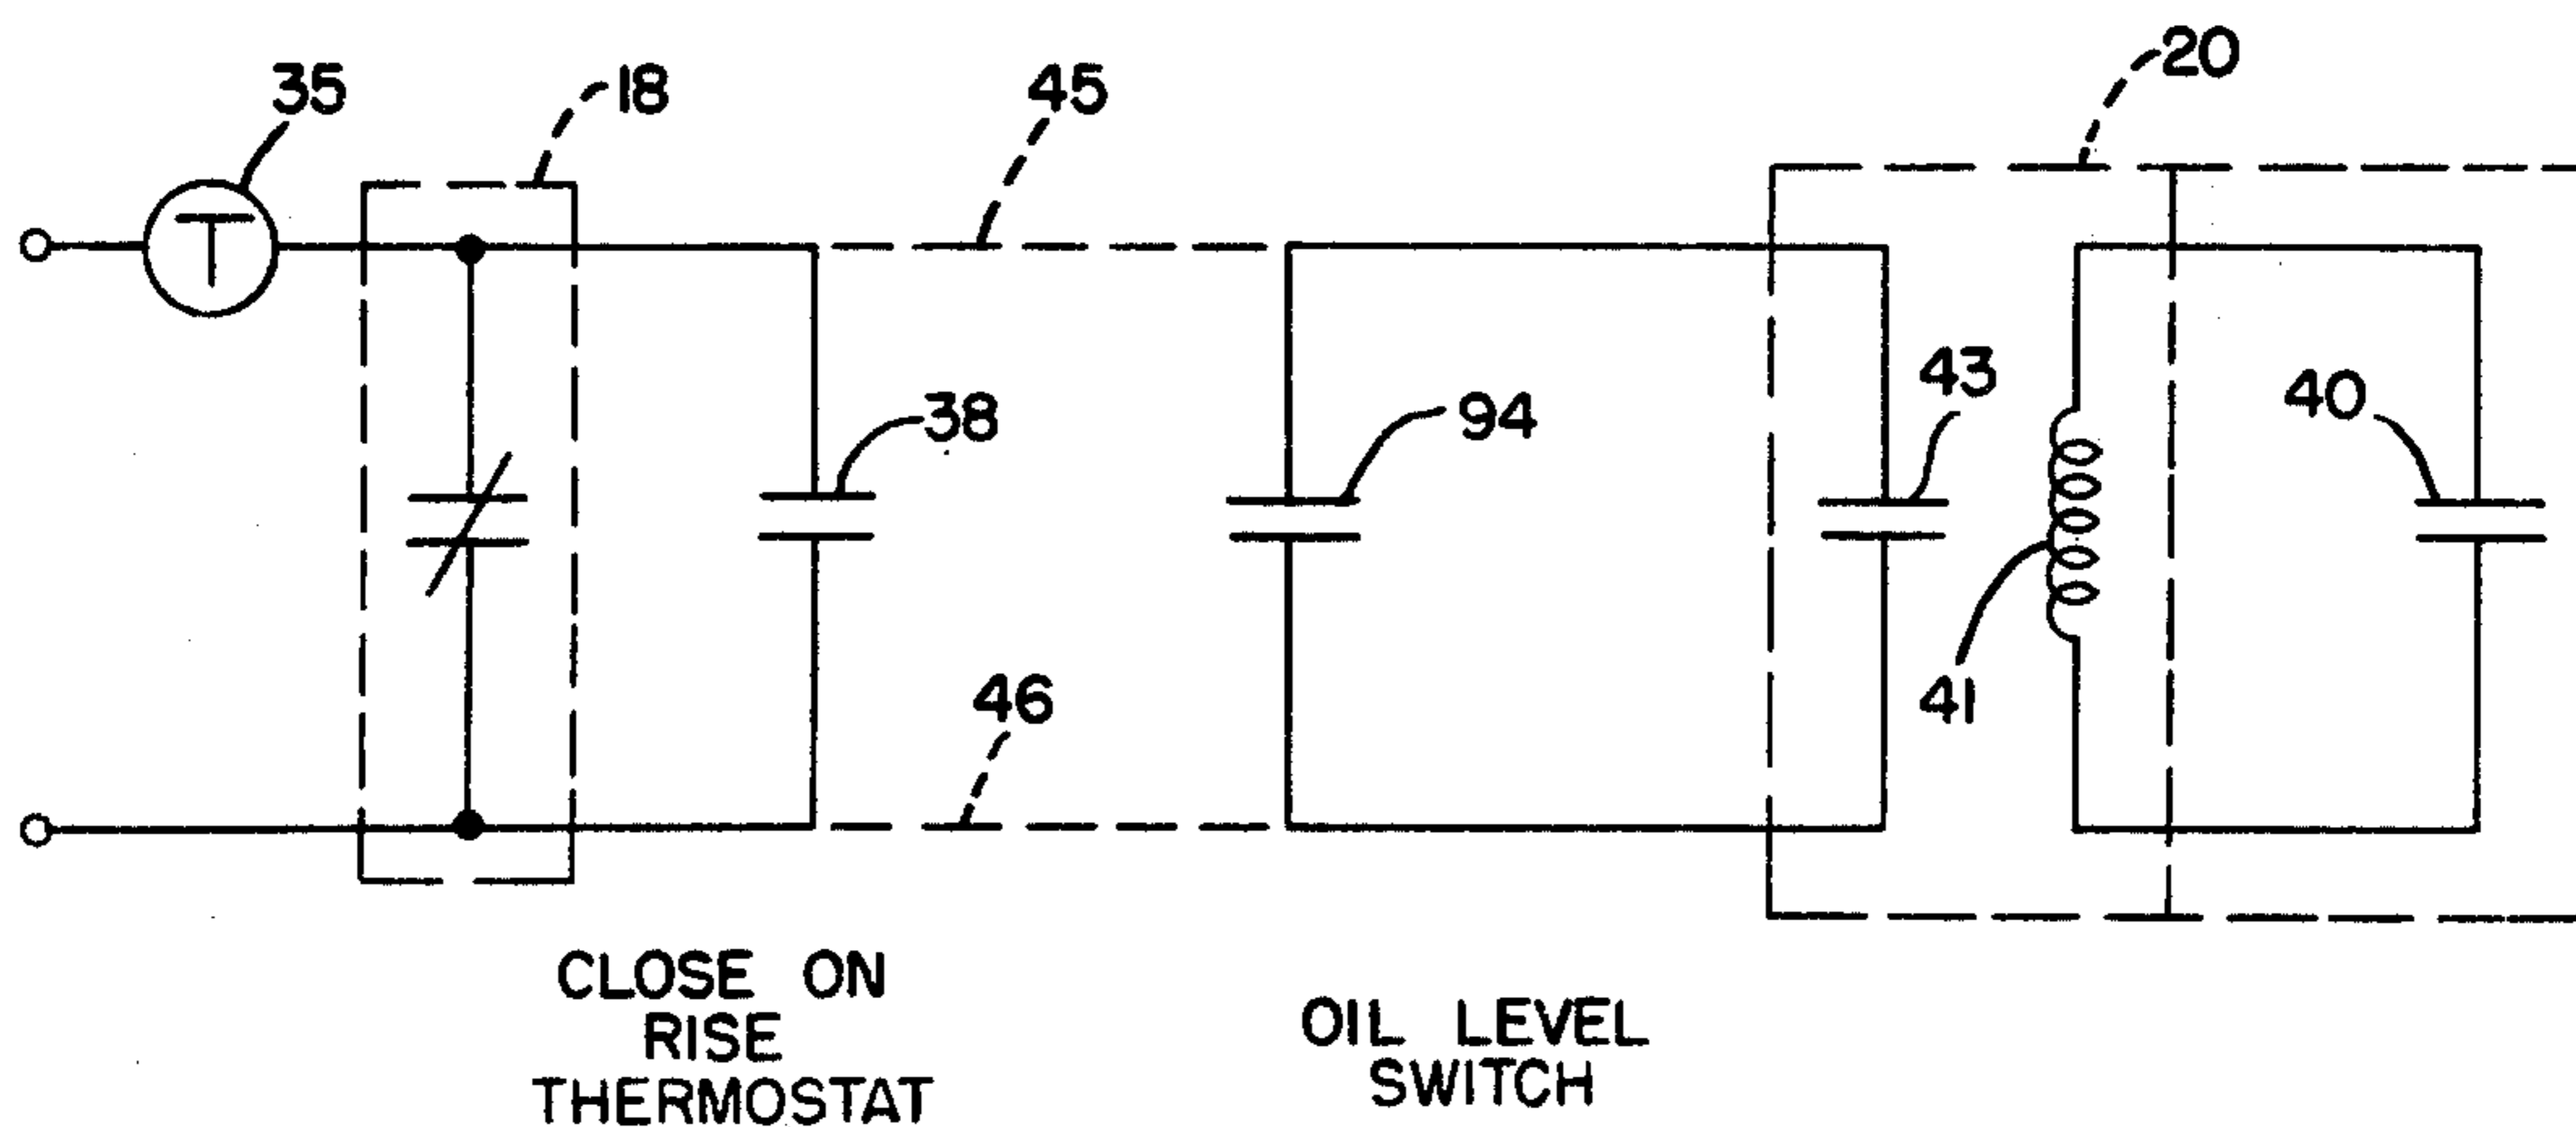 35
18
45
20
T
38
94
43
40
46
41
CLOSE ON
RISE
THERMOSTAT
OIL LEVEL
SWITCH